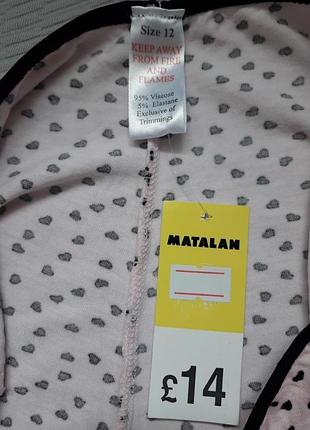 Size 12
KEEP AWAY
FROM FIRE
AND
FLAMES
95% Viscose
5% Elastane
Exclusive of
Trimmings
MATALAN
£14